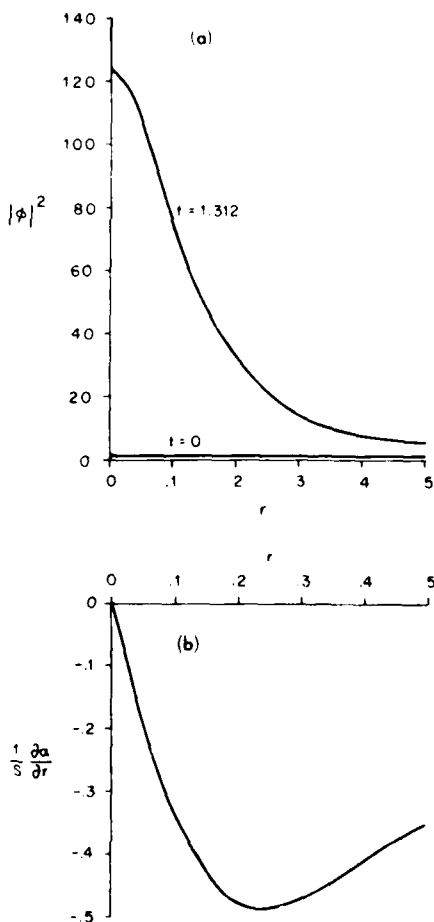 (a)
140
120
100
|φ|²
80
t = 1.312
60
40
20
t = 0
0
0 .1 .2 .3 .4 .5
r
r
0 .1 .2 .3 .4 .5
0
(b)
-.1
-.2
1/S ∂a/∂r
-.3
-.4
-.5